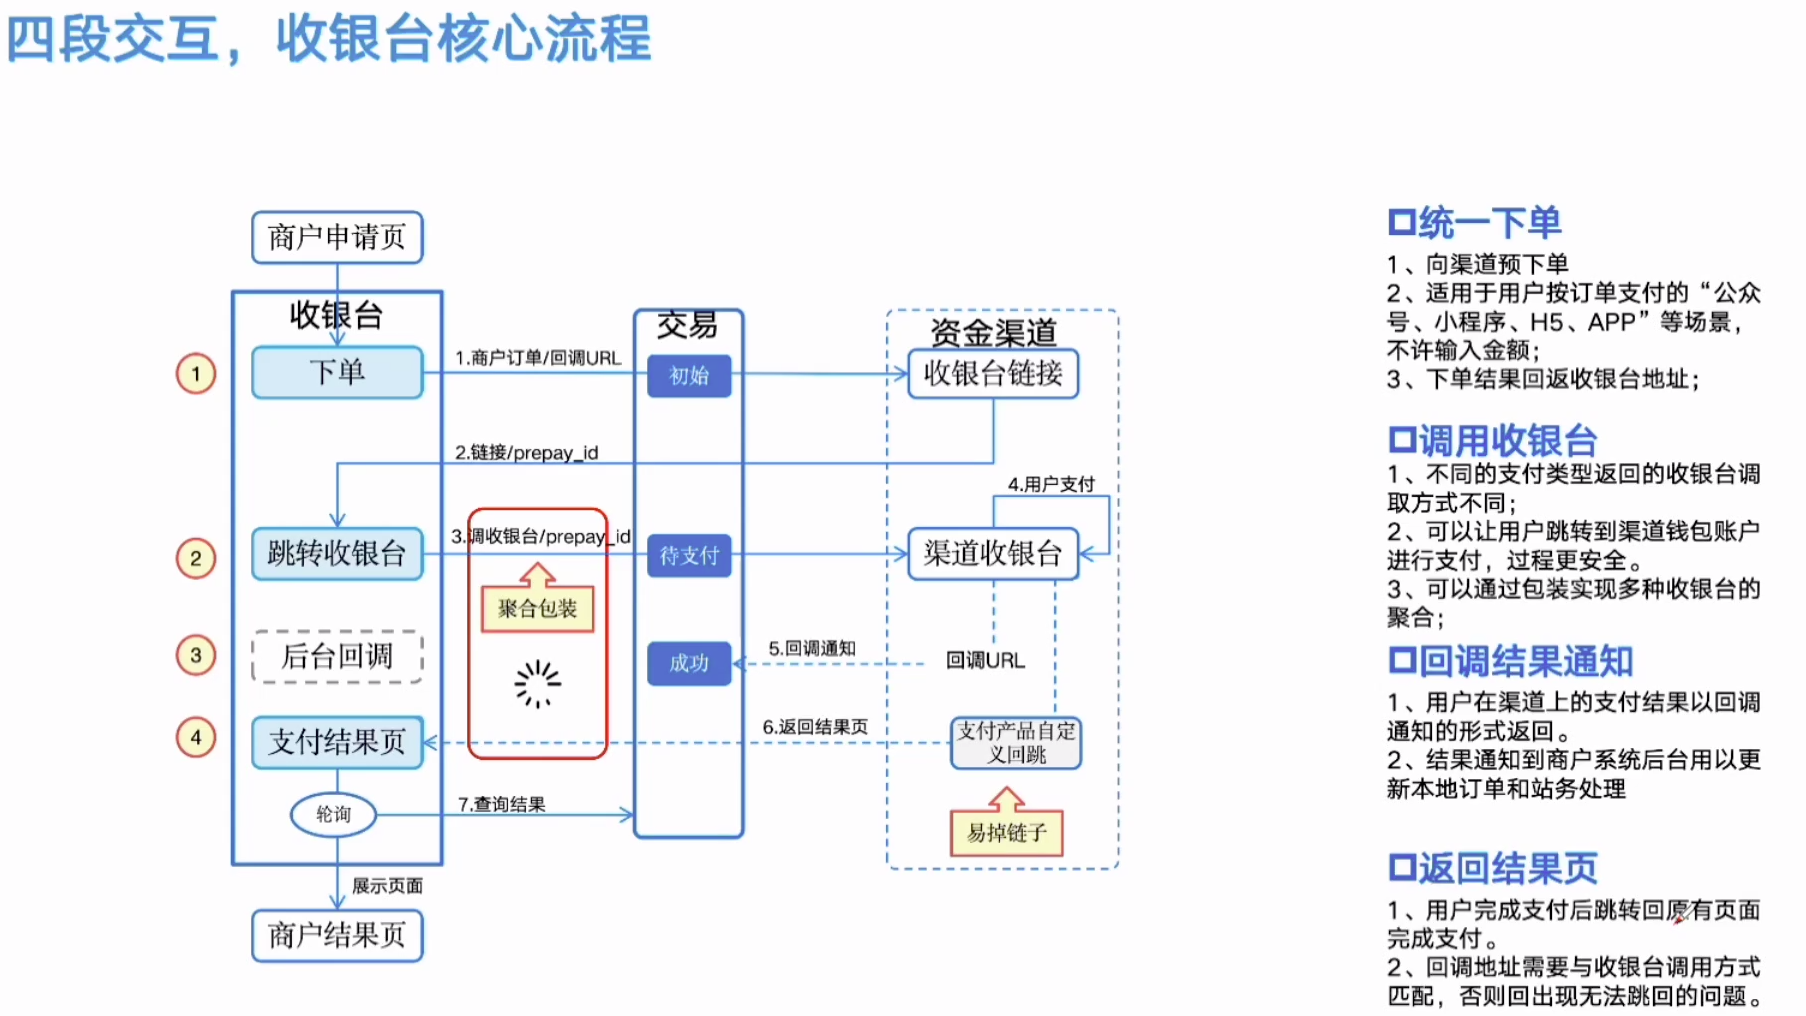 四段交互，收银台核心流程
商户申请页
收银台
交易
资金渠道
1
下单
1.商户订单/回调URL
初始
收银台链接
2.链接/prepay_id
4.用户支付
2
跳转收银台
3.调收银台/prepay_id
待支付
渠道收银台
聚合包装
3
后台回调
成功
5.回调通知
回调URL
4
支付结果页
6.返回结果页
支付产品自定
义回跳
轮询
7.查询结果
易掉链子
展示页面
商户结果页
统一下单
1、向渠道预下单
2、适用于用户按订单支付的“公众
号、小程序、H5、APP”等场景，
不许输入金额；
3、下单结果回返收银台地址；
调用收银台
1、不同的支付类型返回的收银台调
取方式不同；
2、可以让用户跳转到渠道钱包账户
进行支付，过程更安全。
3、可以通过包装实现多种收银台的
聚合；
回调结果通知
1、用户在渠道上的支付结果以回调
通知的形式返回。
2、结果通知到商户系统后台用以更
新本地订单和站务处理
返回结果页
1、用户完成支付后跳转回原有页面
完成支付。
2、回调地址需要与收银台调用方式
匹配，否则回出现无法跳回的问题。